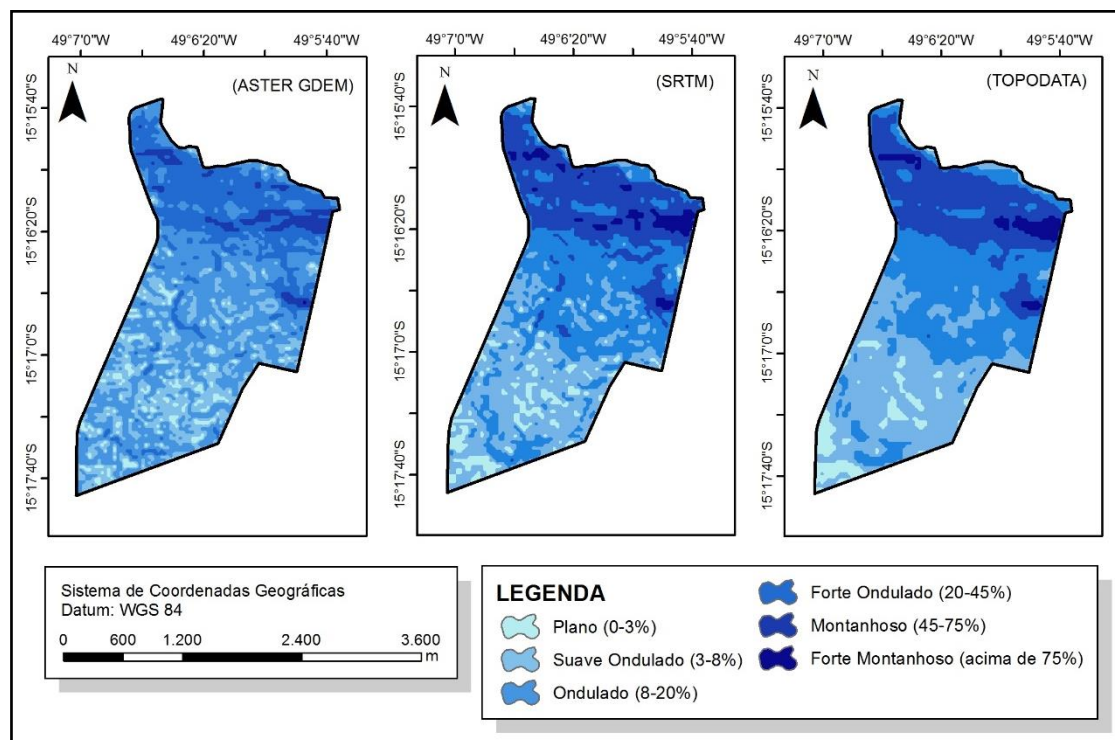 49°7'0"W 49°6'20"W 49°5'40"W
49°7'0"W 49°6'20"W 49°5'40"W
49°7'0"W 49°6'20"W 49°5'40"W
N
(ASTER GDEM)
15°15'40"S
15°16'20"S
15°17'0"S
15°17'40"S
N
(SRTM)
15°15'40"S
15°16'20"S
15°17'0"S
15°17'40"S
N
(TOPODATA)
15°15'40"S
15°16'20"S
15°17'0"S
15°17'40"S
Sistema de Coordenadas Geográficas
Datum: WGS 84
0 600 1.200 2.400 3.600
m
LEGENDA
Plano (0-3%)
Suave Ondulado (3-8%)
Ondulado (8-20%)
Forte Ondulado (20-45%)
Montanhoso (45-75%)
Forte Montanhoso (acima de 75%)